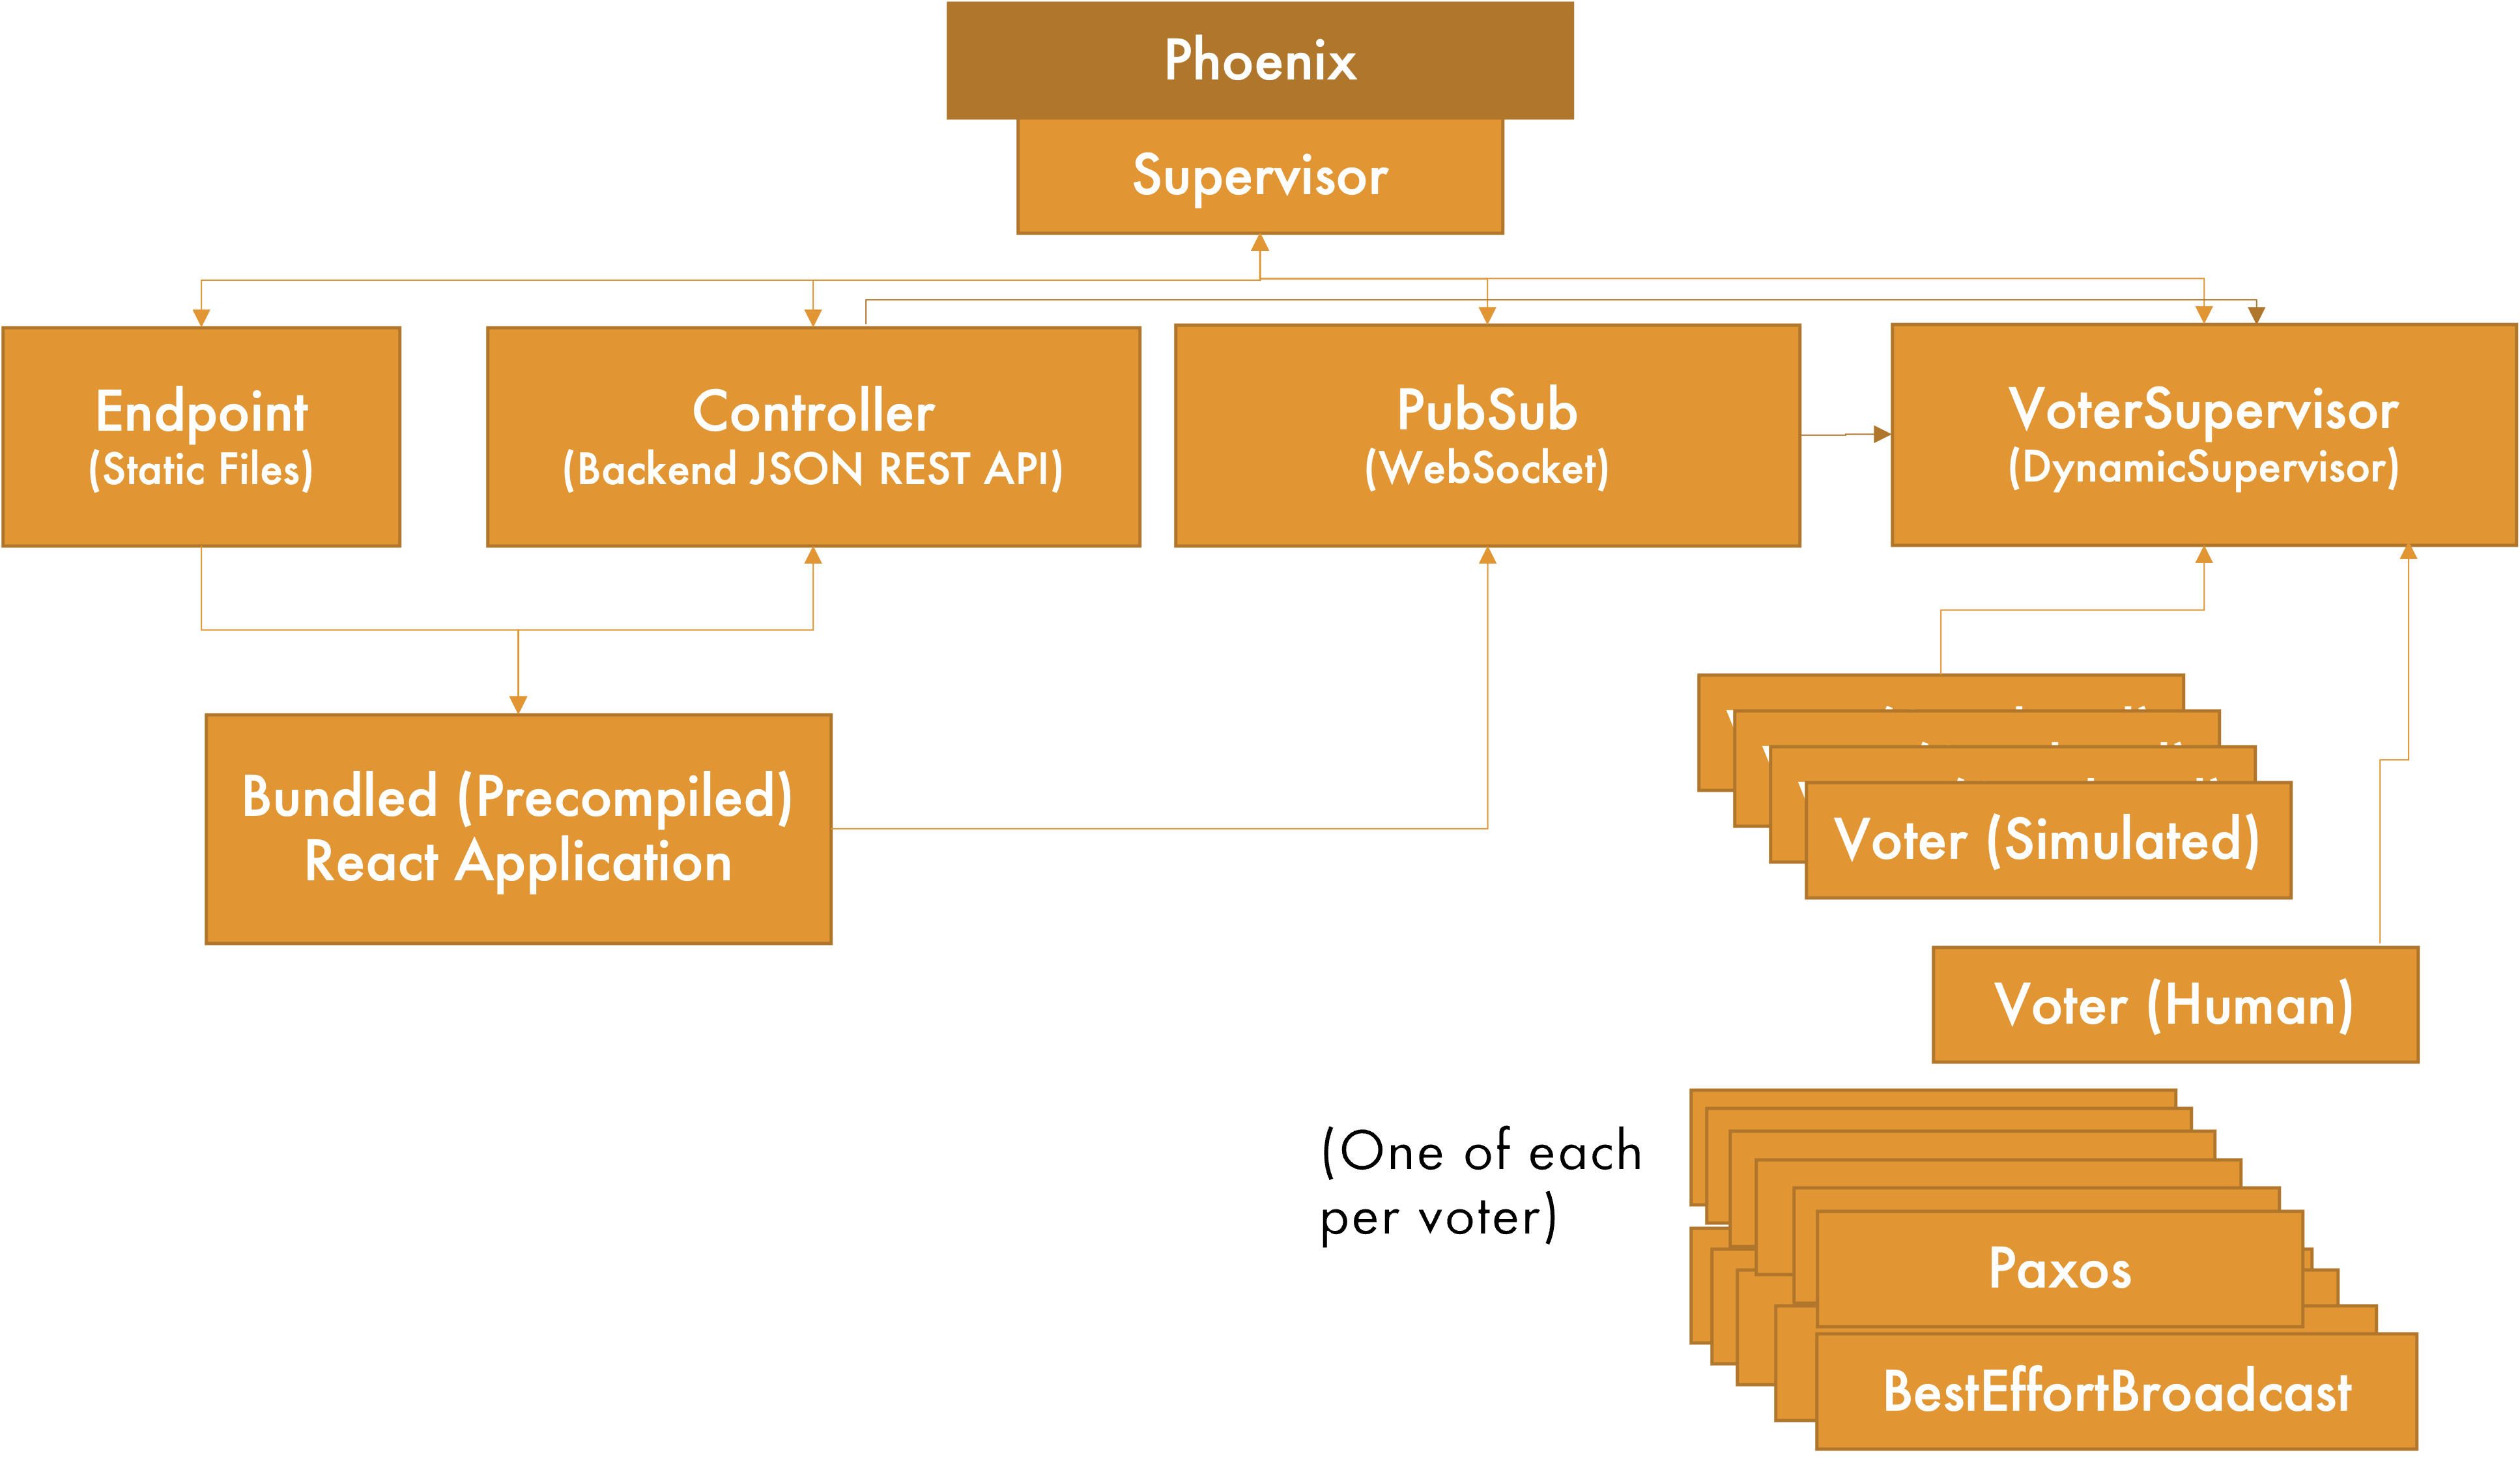 Phoenix
Supervisor
Endpoint
(Static Files)
Controller
(Backend JSON REST API)
PubSub
(WebSocket)
VoterSupervisor
(DynamicSupervisor)
Bundled (Precompiled)
React Application
Voter (Simulated)
Voter (Human)
(One of each
per voter)
Paxos
BestEffortBroadcast